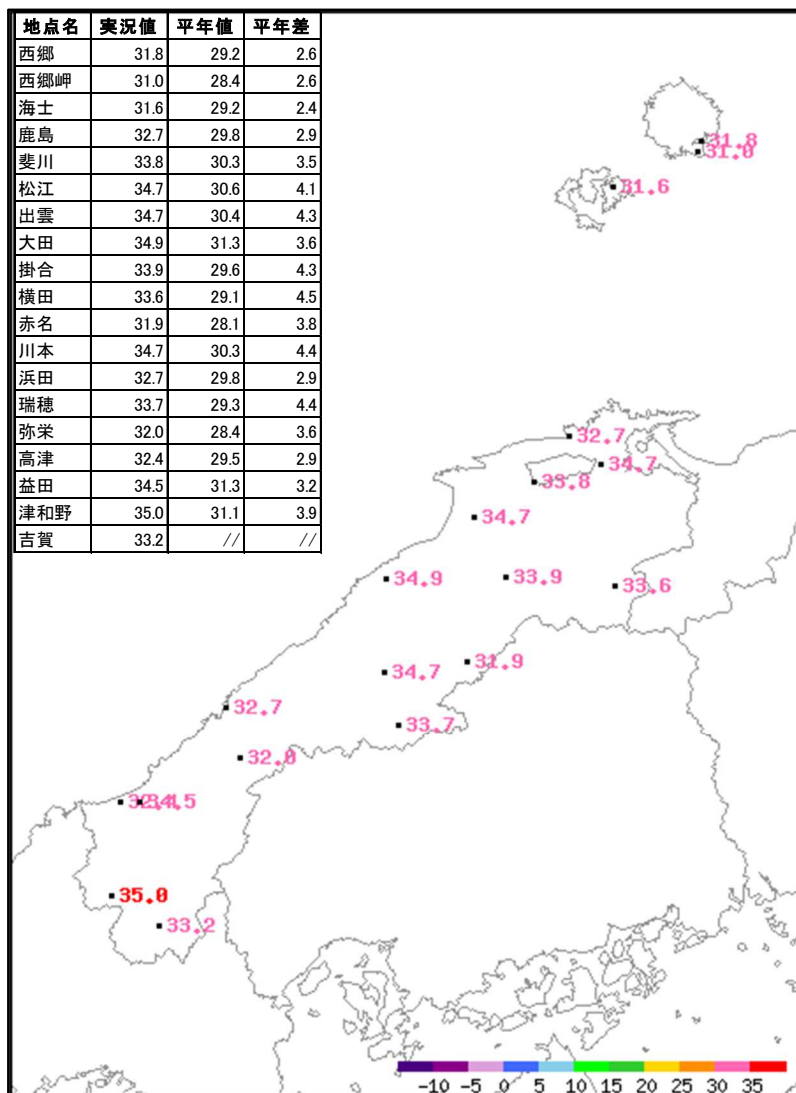 地点名 実況値 平年値 平年差
西郷 31.8 29.2 2.6
西郷岬 31.0 28.4 2.6
海士 31.6 29.2 2.4
鹿島 32.7 29.8 2.9
斐川 33.8 30.3 3.5
松江 34.7 30.6 4.1
出雲 34.7 30.4 4.3
大田 34.9 31.3 3.6
掛合 33.9 29.6 4.3
横田 33.6 29.1 4.5
赤名 31.9 28.1 3.8
川本 34.7 30.3 4.4
浜田 32.7 29.8 2.9
瑞穂 33.7 29.3 4.4
弥栄 32.0 28.4 3.6
高津 32.4 29.5 2.9
益田 34.5 31.3 3.2
津和野 35.0 31.1 3.9
吉賀 33.2 // //
31.8
31.0
31.6
32.7
34.7
33.8
34.7
34.9
33.9
33.6
31.9
34.7
32.7
33.7
32.0
32.4
34.5
35.0
33.2
-10 -5 0 5 10 15 20 25 30 35